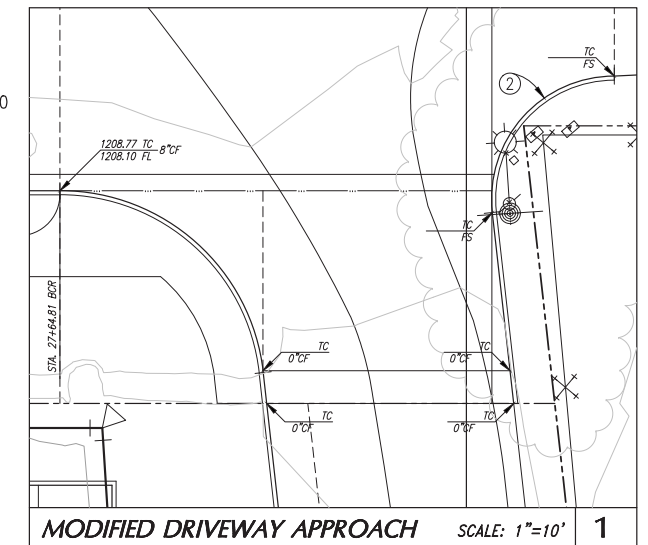 TC
FS
2
0
1208.77 TC
1208.10 FL
8"CF
TC
FS
STA. 27+64.81 BCR
TC
0"CF
TC
0"CF
TC
0"CF
TC
0"CF
MODIFIED DRIVEWAY APPROACH SCALE: 1"=10' 1